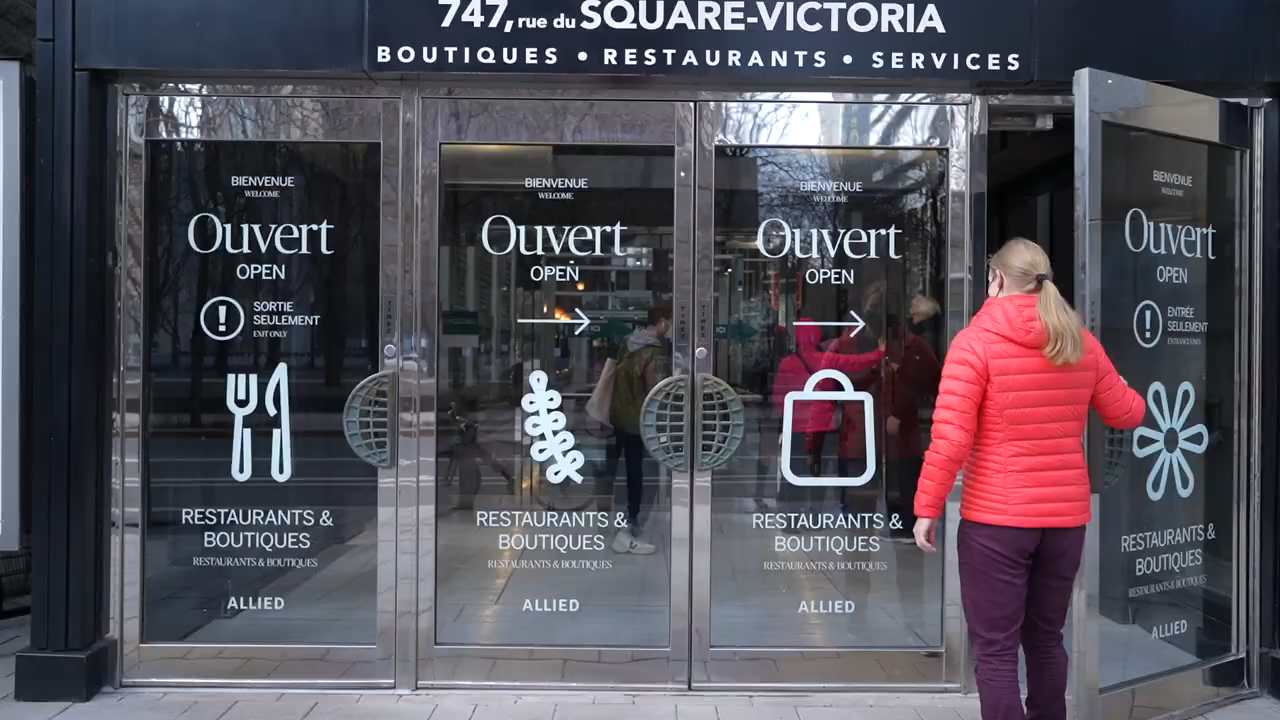 747, rue du SQUARE-VICTORIA
BOUTIQUES • RESTAURANTS • SERVICES
BIENVENUE
WELCOME
Ouvert
OPEN
SORTIE
SEULEMENT
EXIT ONLY
RESTAURANTS &
BOUTIQUES
RESTAURANTS & BOUTIQUES
ALLIED
BIENVENUE
WELCOME
Ouvert
OPEN
RESTAURANTS &
BOUTIQUES
RESTAURANTS & BOUTIQUES
ALLIED
BIENVENUE
WELCOME
Ouvert
OPEN
RESTAURANTS &
BOUTIQUES
RESTAURANTS & BOUTIQUES
ALLIED
BIENVENUE
WELCOME
Ouvert
OPEN
ENTRÉE
SEULEMENT
ENTRANCE ONLY
RESTAURANTS &
BOUTIQUES
RESTAURANTS & BOUTIQUES
ALLIED